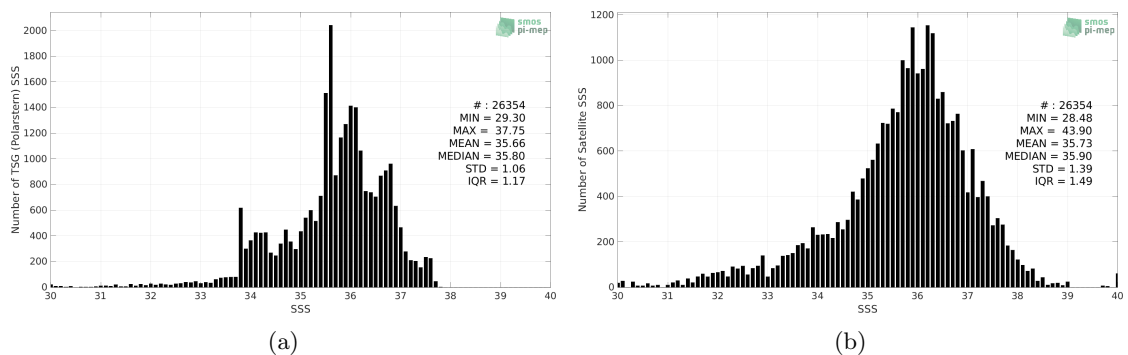 smos
pi-mep
Number of TSG (Polarstern) SSS
2000
1800
1600
1400
1200
1000
800
600
400
200
0
# : 26354
MIN = 29.30
MAX = 37.75
MEAN = 35.66
MEDIAN = 35.80
STD = 1.06
IQR = 1.17
30 31 32 33 34 35 36 37 38 39 40
SSS
(a)
smos
pi-mep
Number of Satellite SSS
1200
1000
800
600
400
200
0
# : 26354
MIN = 28.48
MAX = 43.90
MEAN = 35.73
MEDIAN = 35.90
STD = 1.39
IQR = 1.49
30 31 32 33 34 35 36 37 38 39 40
SSS
(b)